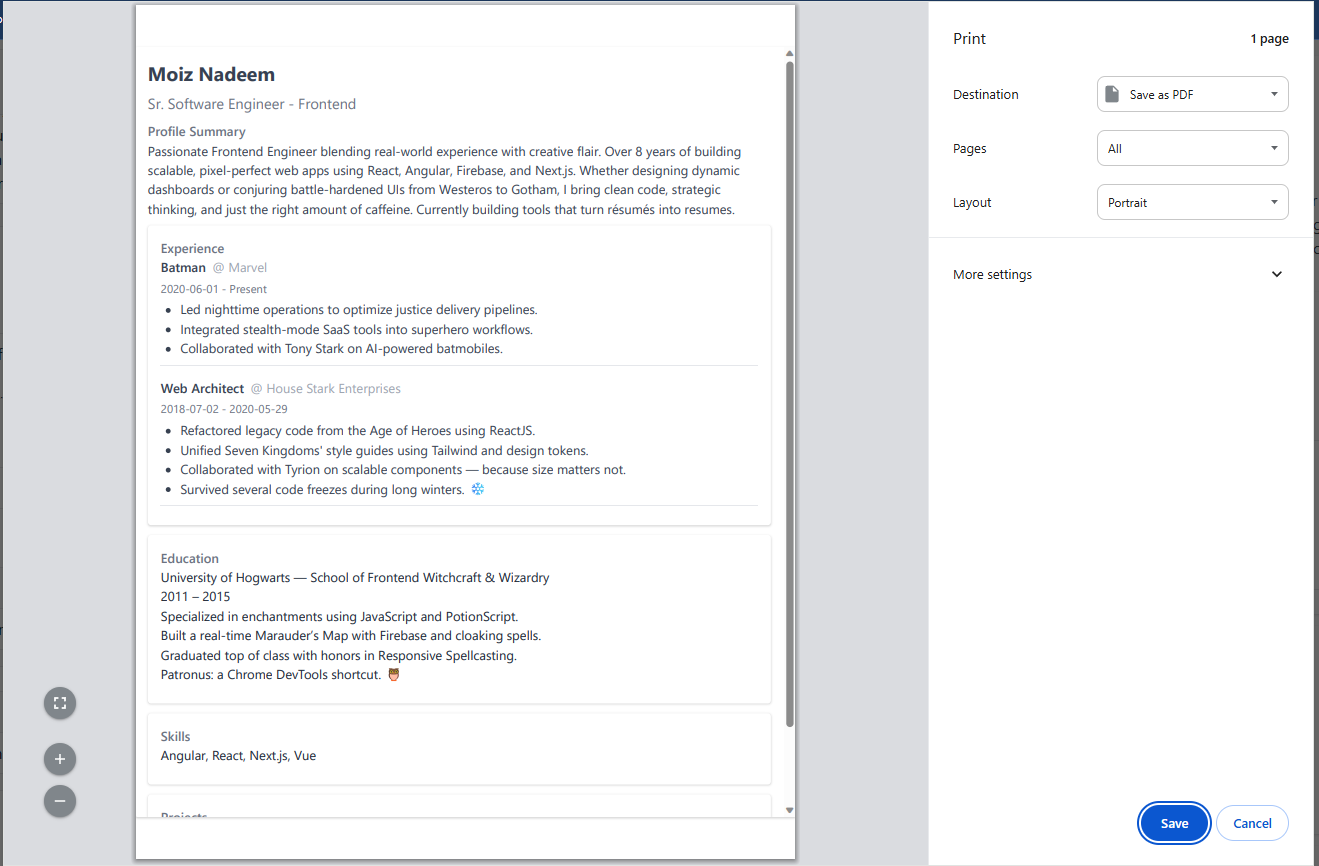 Moiz Nadeem
Sr. Software Engineer - Frontend
Profile Summary
Passionate Frontend Engineer blending real-world experience with creative flair. Over 8 years of building
scalable, pixel-perfect web apps using React, Angular, Firebase, and Next.js. Whether designing dynamic
dashboards or conjuring battle-hardened UIs from Westeros to Gotham, I bring clean code, strategic
thinking, and just the right amount of caffeine. Currently building tools that turn résumés into resumes.
Experience
Batman @ Marvel
2020-06-01 - Present
• Led nighttime operations to optimize justice delivery pipelines.
• Integrated stealth-mode SaaS tools into superhero workflows.
• Collaborated with Tony Stark on AI-powered batmobiles.
Web Architect @ House Stark Enterprises
2018-07-02 - 2020-05-29
• Refactored legacy code from the Age of Heroes using ReactJS.
• Unified Seven Kingdoms' style guides using Tailwind and design tokens.
• Collaborated with Tyrion on scalable components — because size matters not.
• Survived several code freezes during long winters. ❄️
Education
University of Hogwarts — School of Frontend Witchcraft & Wizardry
2011 – 2015
Specialized in enchantments using JavaScript and PotionScript.
Built a real-time Marauder's Map with Firebase and cloaking spells.
Graduated top of class with honors in Responsive Spellcasting.
Patronus: a Chrome DevTools shortcut. 🦉
Skills
Angular, React, Next.js, Vue
Projects
Print 1 page
Destination Save as PDF
Pages All
Layout Portrait
More settings
Save Cancel